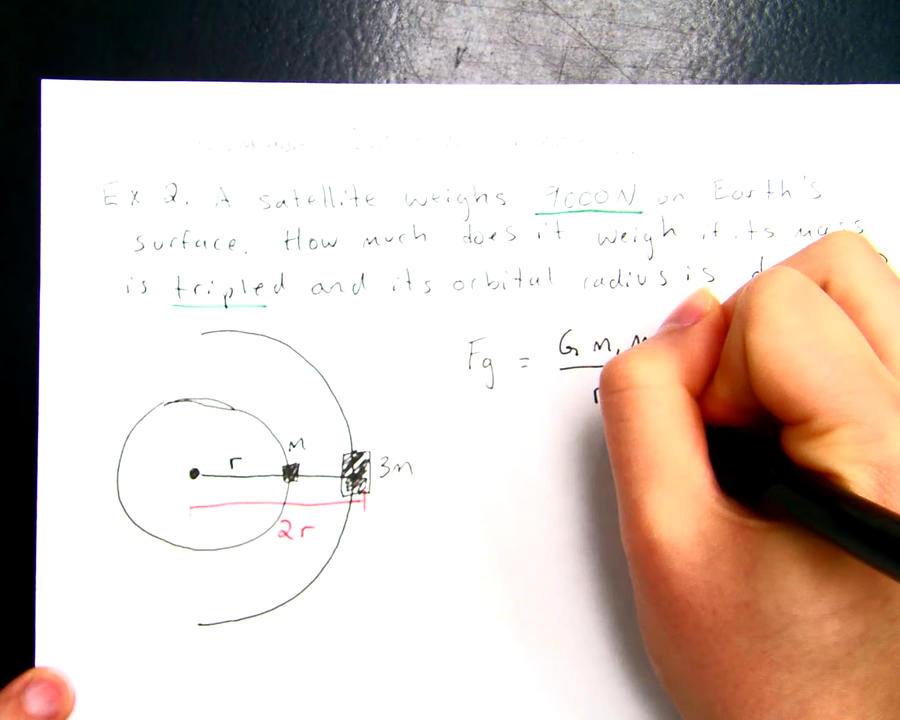 Ex 2. A satellite weighs 9000N on Earth's
surface. How much does it weigh if its mass
is tripled and its orbital radius is
Fg = G m, m
r
M
r
3m
2r